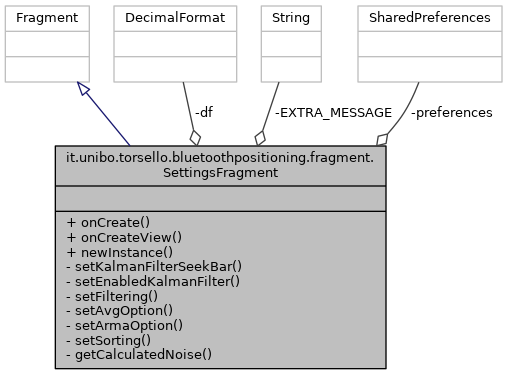 Fragment
DecimalFormat
String
SharedPreferences
-df
-EXTRA_MESSAGE
-preferences
it.unibo.torsello.bluetoothpositioning.fragment.
SettingsFragment
+ onCreate()
+ onCreateView()
+ newInstance()
- setKalmanFilterSeekBar()
- setEnabledKalmanFilter()
- setFiltering()
- setAvgOption()
- setArmaOption()
- setSorting()
- getCalculatedNoise()